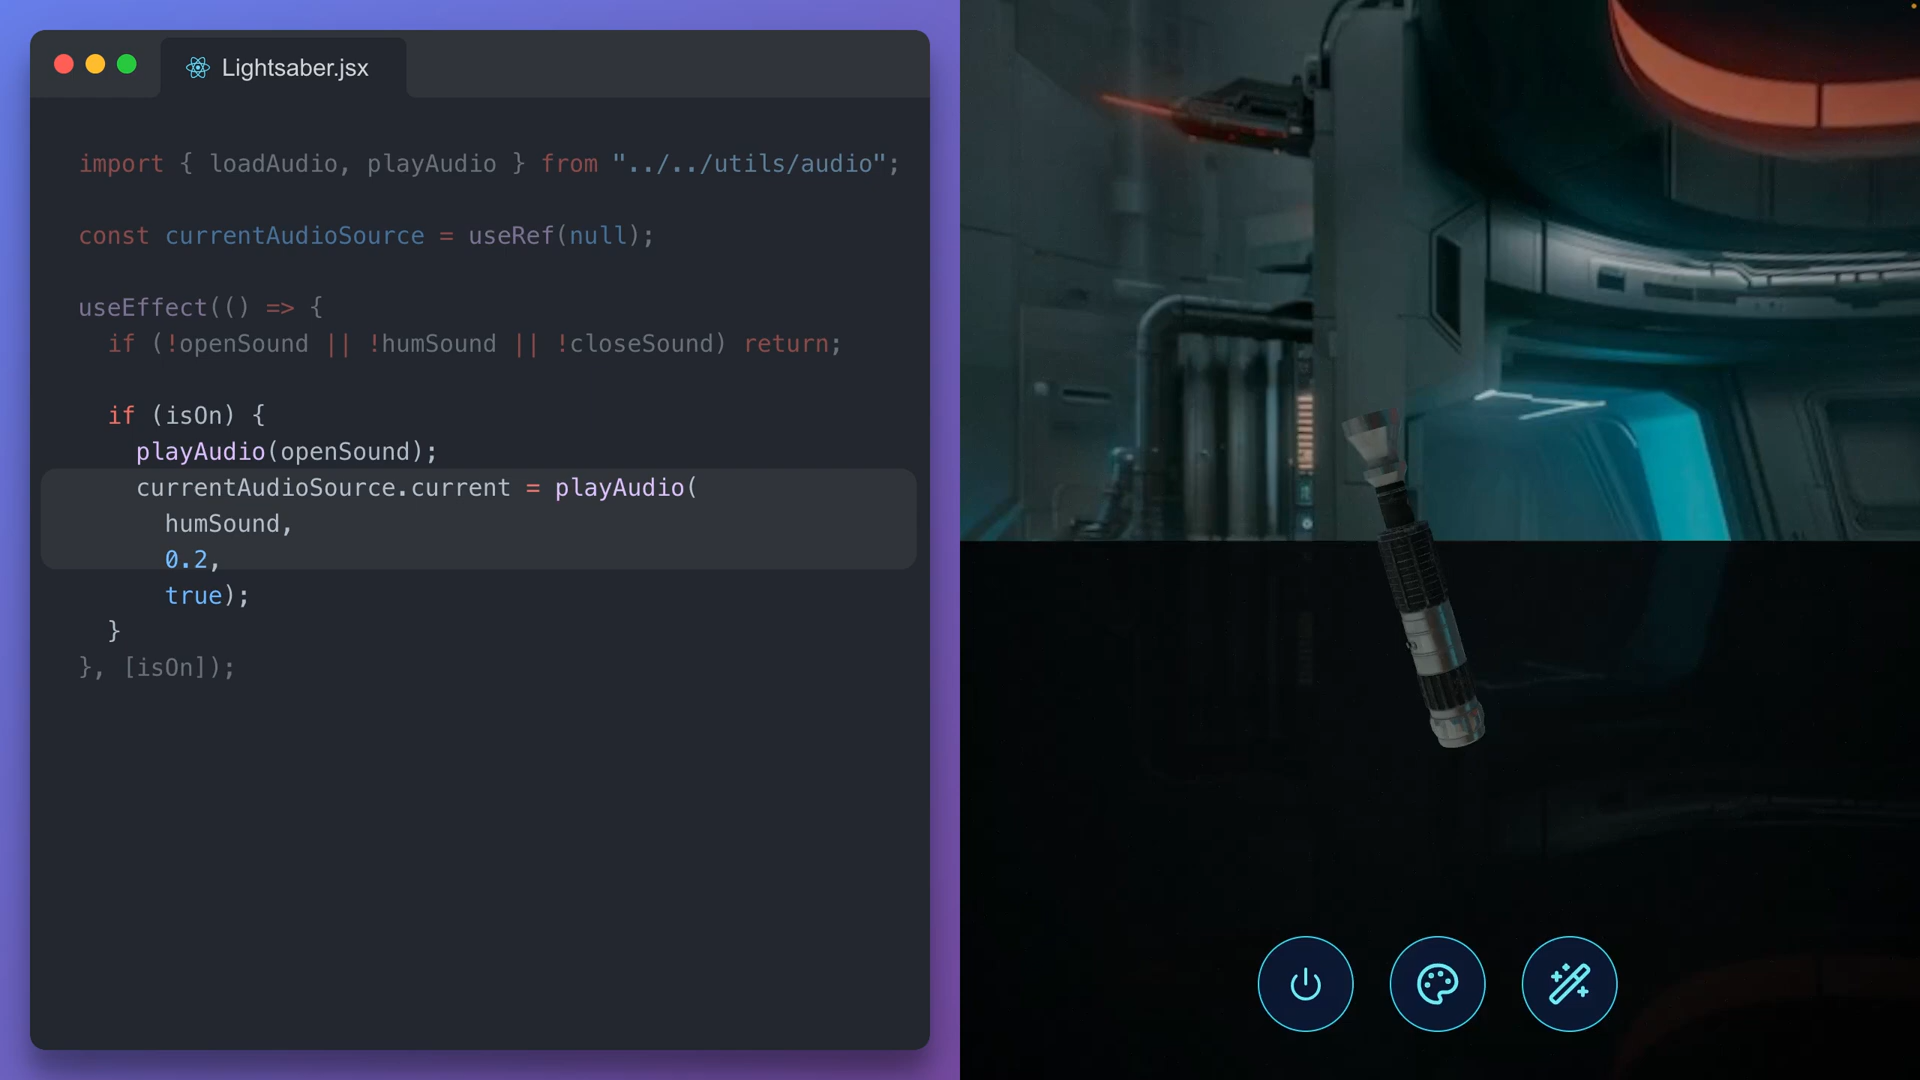 Lightsaber.jsx
import { loadAudio, playAudio } from "../../utils/audio";
const currentAudioSource = useRef(null);
useEffect(() => {
if (!openSound || !humSound || !closeSound) return;
if (isOn) {
playAudio(openSound);
currentAudioSource.current = playAudio(
humSound,
0.2,
true);
}
}, [isOn]);